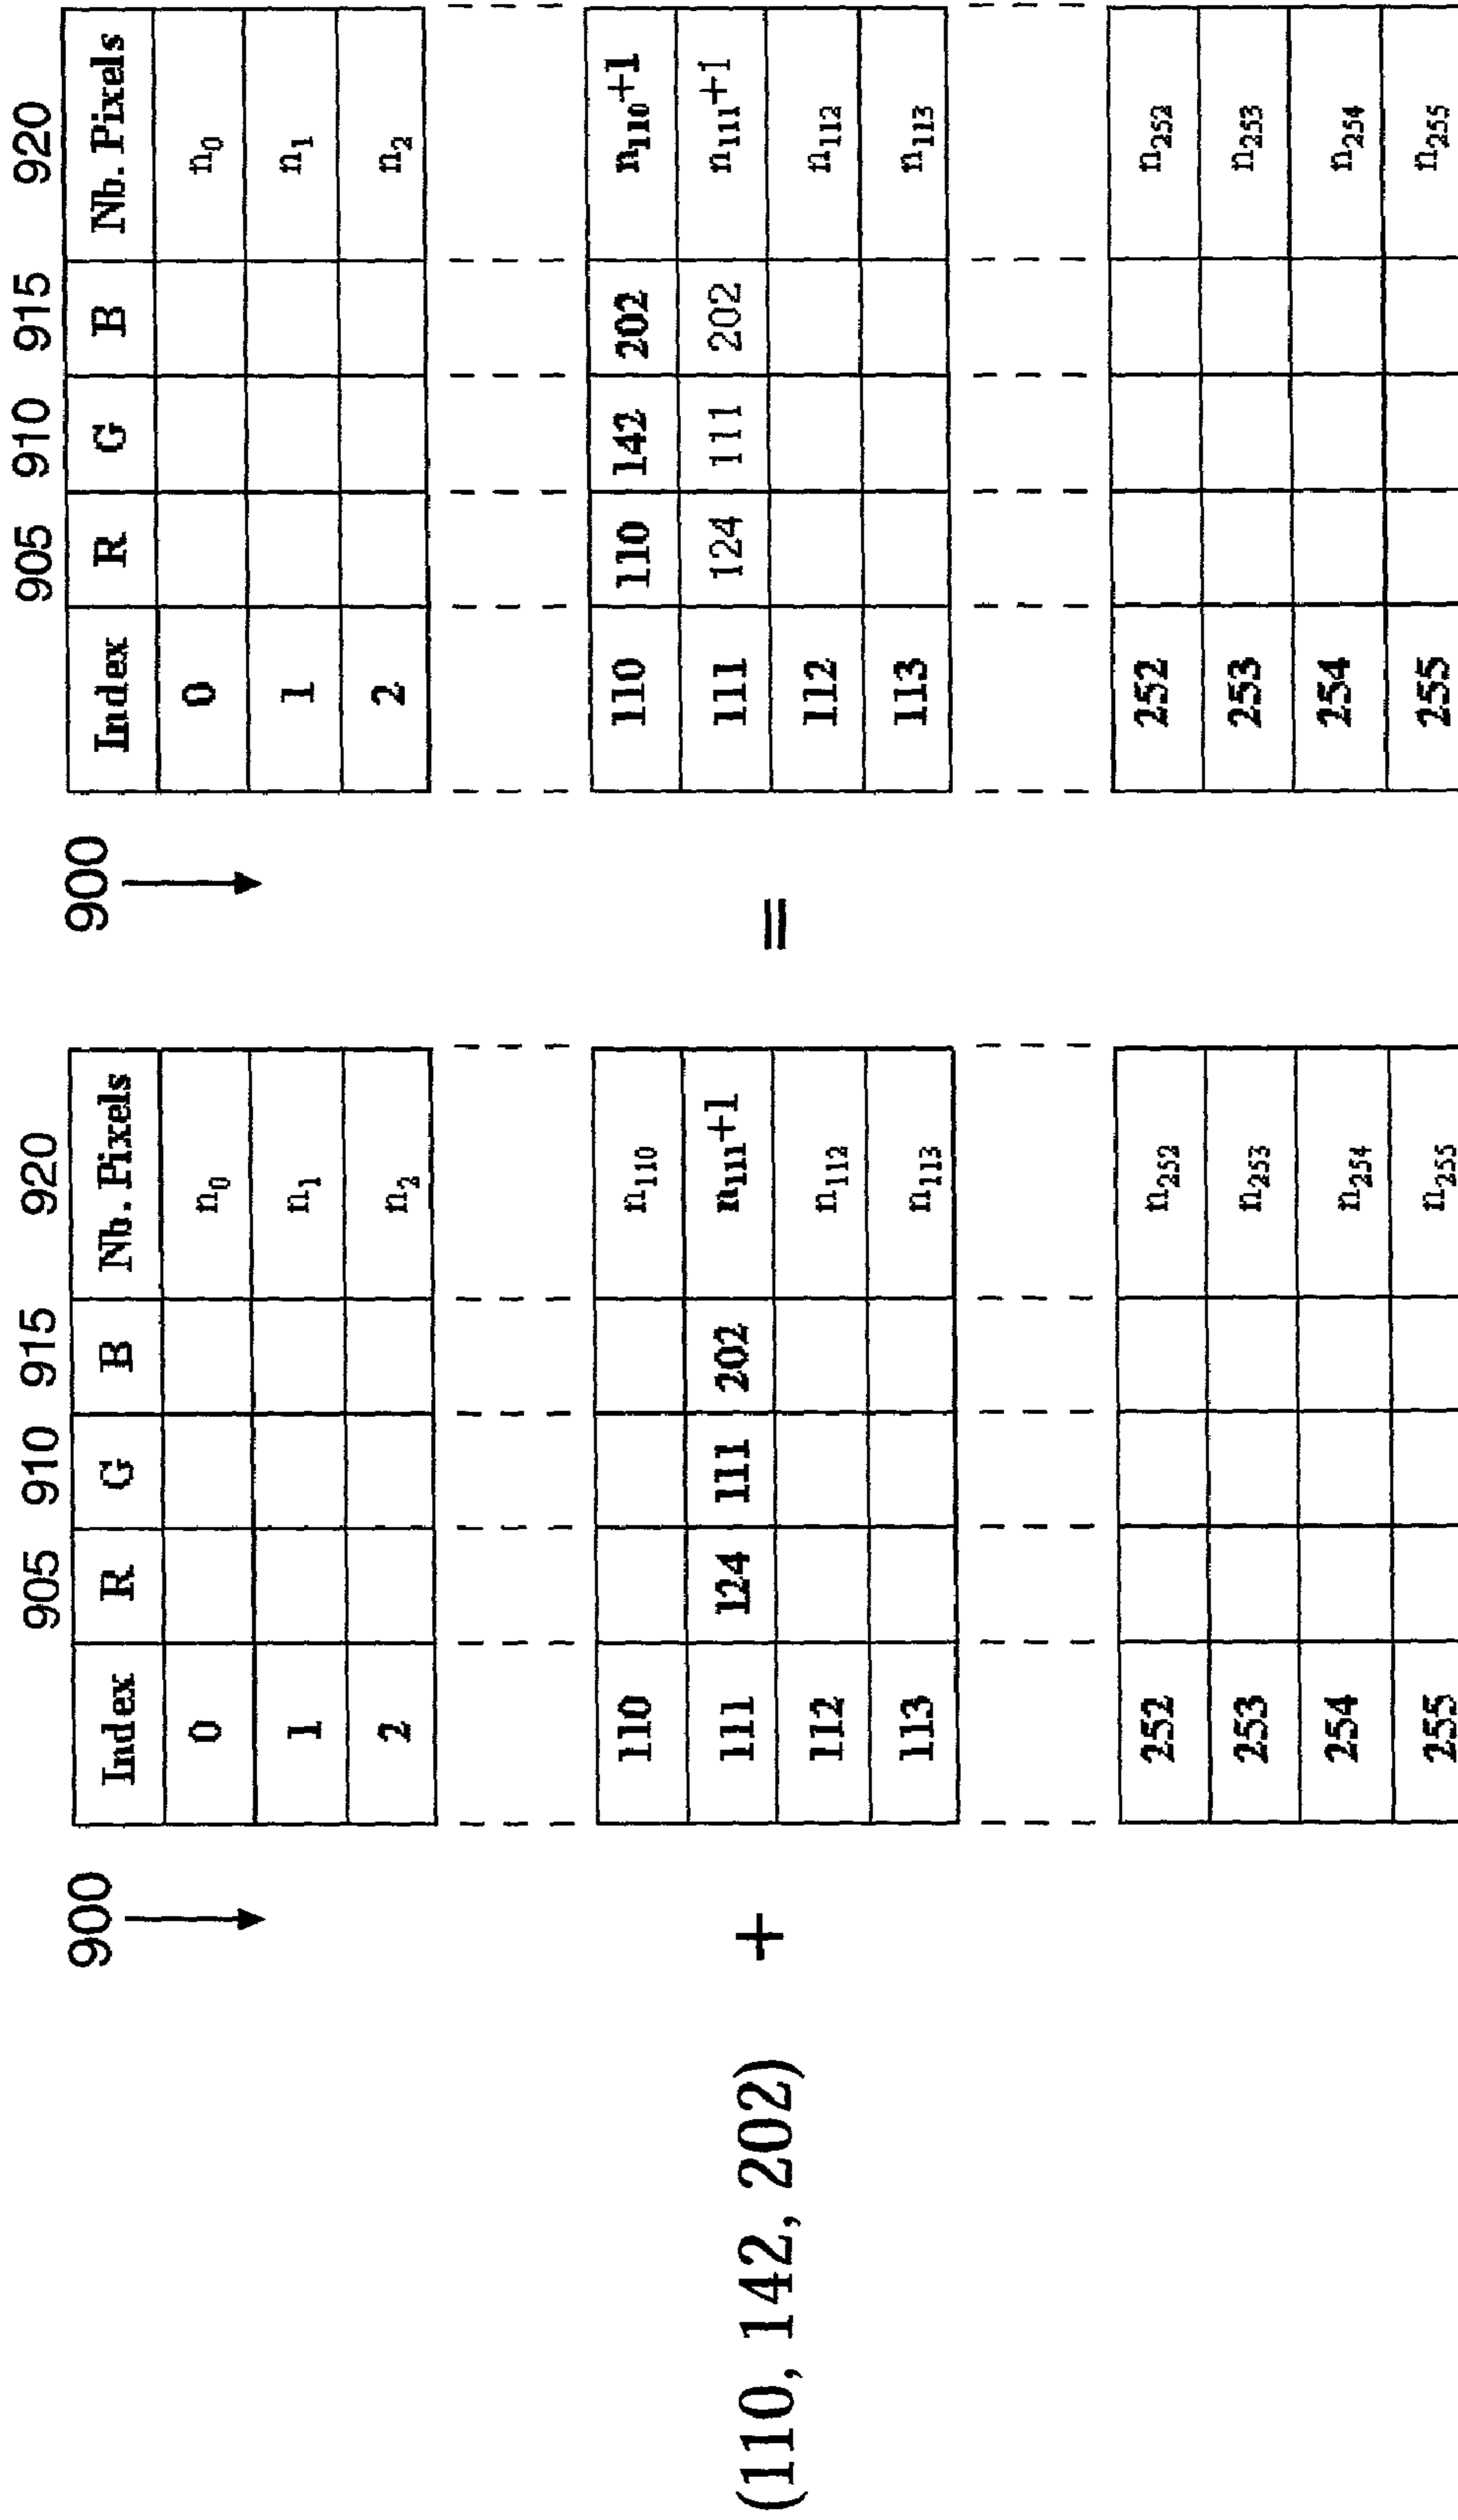 (110, 142, 202)
+
900
905 910 915 920
Index R G B Nb. Pixels
0 n₀
1 n₁
2 n₂
110 n₁₁₀
111 124 111 202 n₁₁₁+1
112 n₁₁₂
113 n₁₁₃
252 n₂₅₂
253 n₂₅₃
254 n₂₅₄
255 n₂₅₅
=
900
905 910 915 920
Index R G B Nb. Pixels
0 n₀
1 n₁
2 n₂
110 110 142 202 n₁₁₀+1
111 124 111 202 n₁₁₁+1
112 n₁₁₂
113 n₁₁₃
252 n₂₅₂
253 n₂₅₃
254 n₂₅₄
255 n₂₅₅